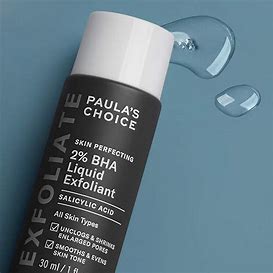 EXFOLIATE
PAULA'S
CHOICE
SKIN PERFECTING
2% BHA
Liquid
Exfoliant
SALICYLIC ACID
All Skin Types
UNCLOGS & SHRINKS
ENLARGED PORES
SMOOTHS & EVENS
SKIN TONE
30 ml / 1 fl